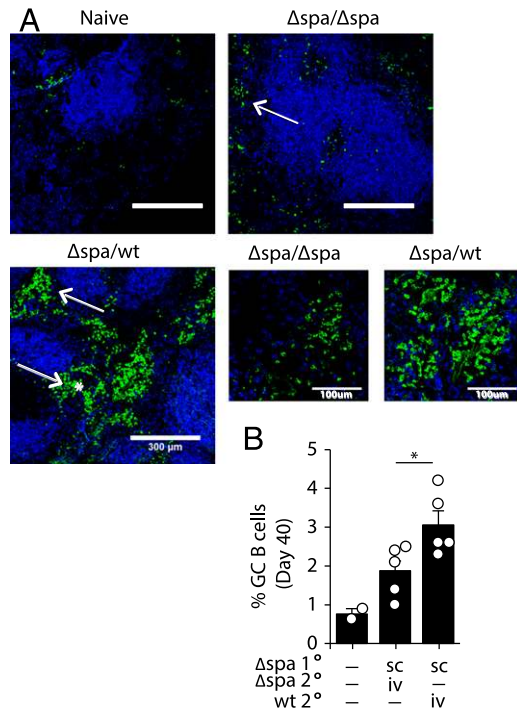 A
Naive
Δspa/Δspa
Δspa/wt
300 µm
Δspa/Δspa
100um
Δspa/wt
100um
B
% GC B cells
(Day 40)
5
4
3
2
1
0
*
Δspa 1° – sc sc
Δspa 2° – iv –
wt 2° – – iv